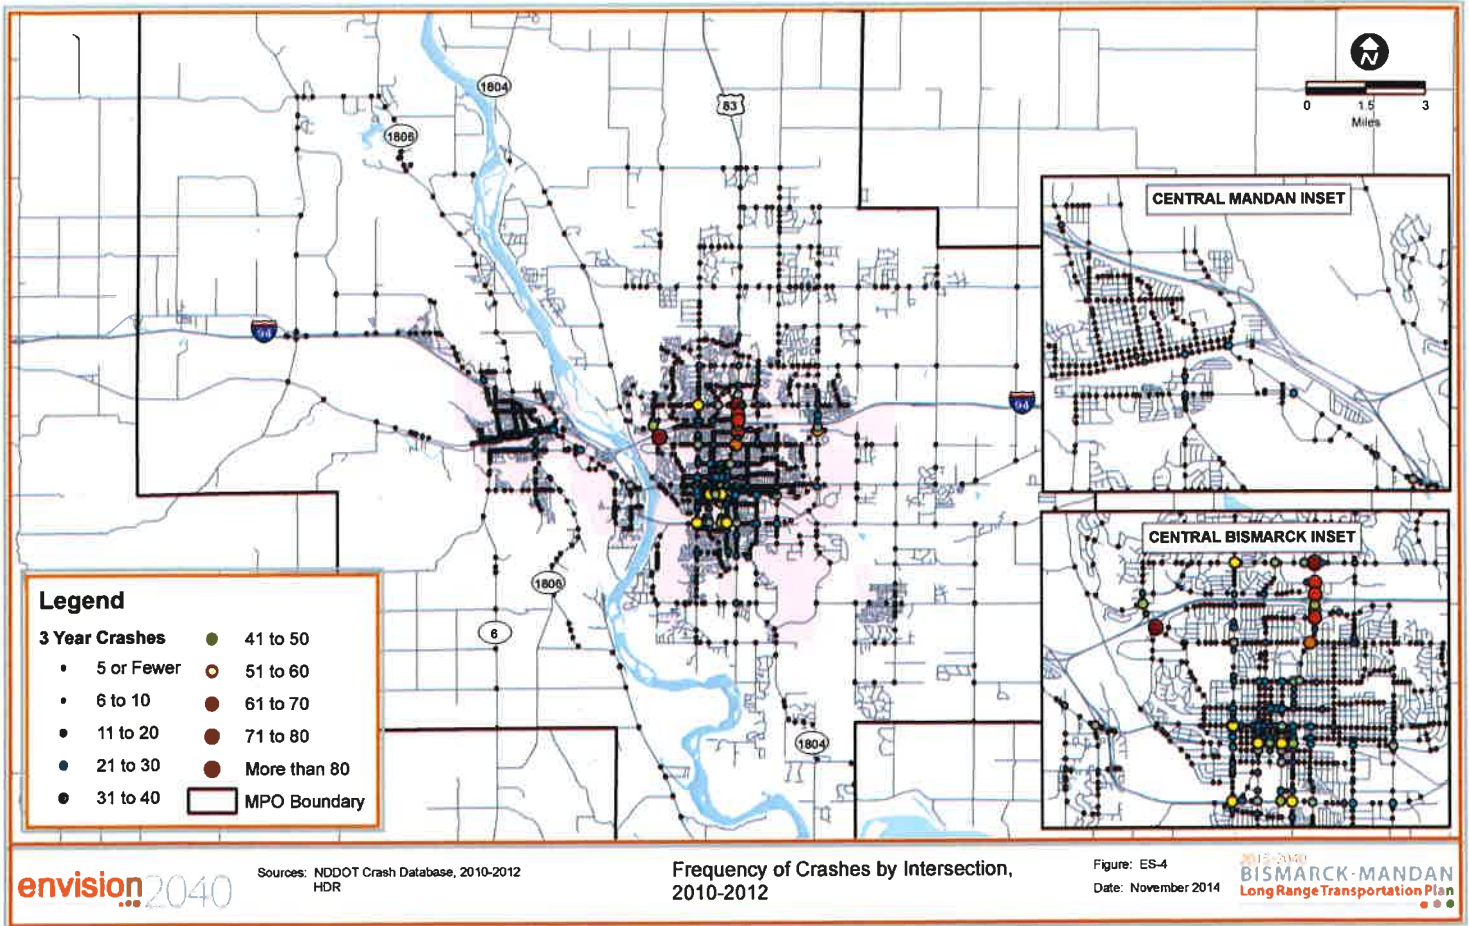 1804
83
1806
N
0 1.5 3
Miles
CENTRAL MANDAN INSET
94
94
CENTRAL BISMARCK INSET
1806
6
1804
Legend
3 Year Crashes
5 or Fewer
6 to 10
11 to 20
21 to 30
31 to 40
41 to 50
51 to 60
61 to 70
71 to 80
More than 80
MPO Boundary
envision 2040
Sources: NDDOT Crash Database, 2010-2012
HDR
Frequency of Crashes by Intersection,
2010-2012
Figure: ES-4
Date: November 2014
BISMARCK-MANDAN
Long Range Transportation Plan